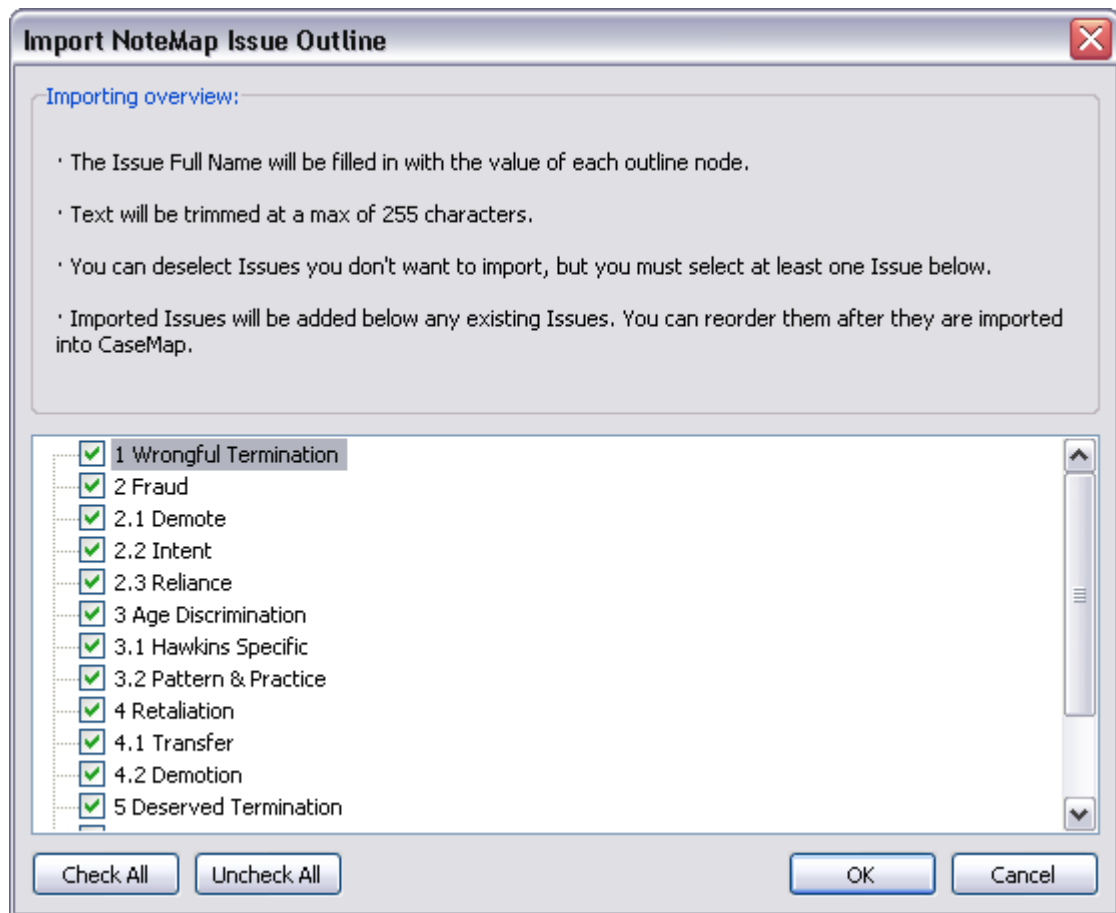 Import NoteMap Issue Outline
Importing overview:
· The Issue Full Name will be filled in with the value of each outline node.
· Text will be trimmed at a max of 255 characters.
· You can deselect Issues you don't want to import, but you must select at least one Issue below.
· Imported Issues will be added below any existing Issues. You can reorder them after they are imported
into CaseMap.
1 Wrongful Termination
2 Fraud
2.1 Demote
2.2 Intent
2.3 Reliance
3 Age Discrimination
3.1 Hawkins Specific
3.2 Pattern & Practice
4 Retaliation
4.1 Transfer
4.2 Demotion
5 Deserved Termination
Check All Uncheck All OK Cancel